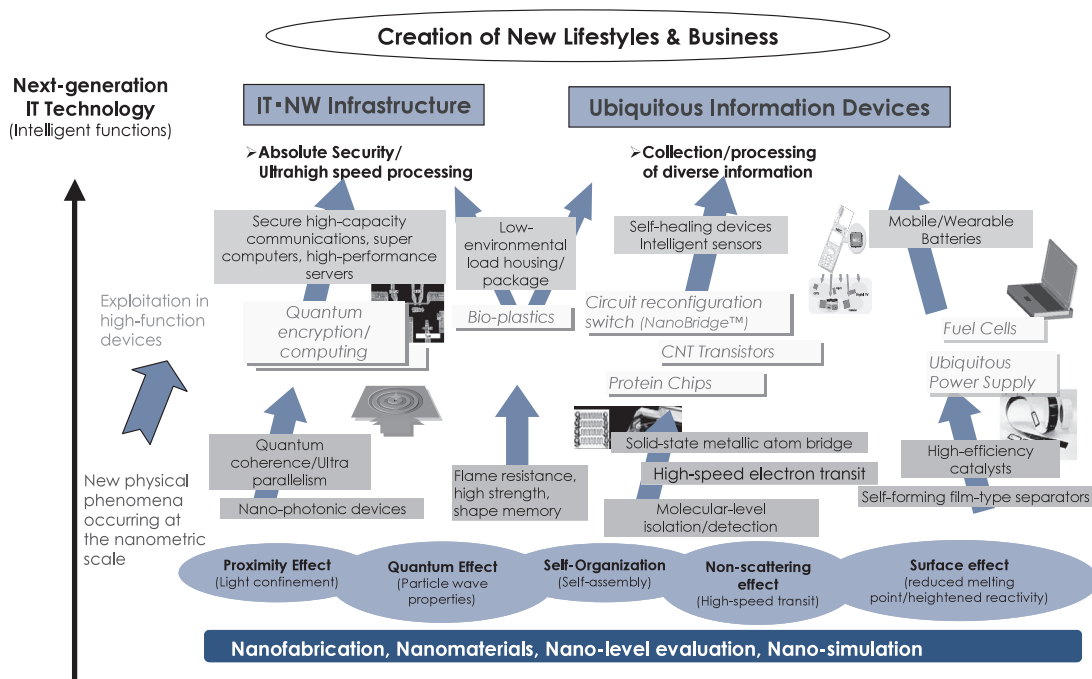 Creation of New Lifestyles & Business
Next-generation
IT Technology
(Intelligent functions)
IT・NW Infrastructure
Ubiquitous Information Devices
➢Absolute Security/
Ultrahigh speed processing
➢Collection/processing
of diverse information
Secure high-capacity
communications, super
computers, high-performance
servers
Low-
environmental
load housing/
package
Self-healing devices
Intelligent sensors
Mobile/Wearable
Batteries
Exploitation in
high-function
devices
Quantum
encryption/
computing
Bio-plastics
Circuit reconfiguration
switch (NanoBridge™)
CNT Transistors
Protein Chips
Fuel Cells
Ubiquitous
Power Supply
New physical
phenomena
occurring at
the nanometric
scale
Quantum
coherence/Ultra
parallelism
Nano-photonic devices
Flame resistance,
high strength,
shape memory
Solid-state metallic atom bridge
High-speed electron transit
Molecular-level
isolation/detection
High-efficiency
catalysts
Self-forming film-type separators
Proximity Effect
(Light confinement)
Quantum Effect
(Particle wave
properties)
Self-Organization
(Self-assembly)
Non-scattering
effect
(High-speed transit)
Surface effect
(reduced melting
point/heightened reactivity)
Nanofabrication, Nanomaterials, Nano-level evaluation, Nano-simulation